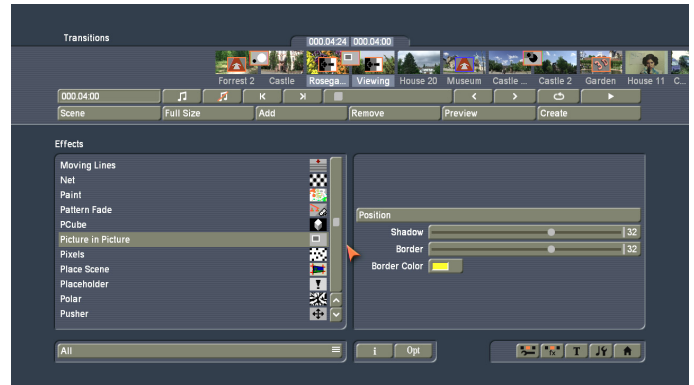 Transitions
000.04:24 000.04:00
Forrest 2 Castle Rosega... Viewing House 20 Museum Castle ... Castle 2 Garden House 11 C...
000.04:00
Scene Full Size Add Remove Preview Create
Effects
Moving Lines
Net
Paint
Pattern Fade
PCube
Picture in Picture
Pixels
Place Scene
Placeholder
Polar
Pusher
Position
Shadow 32
Border 32
Border Color
All
i Opt
fx T